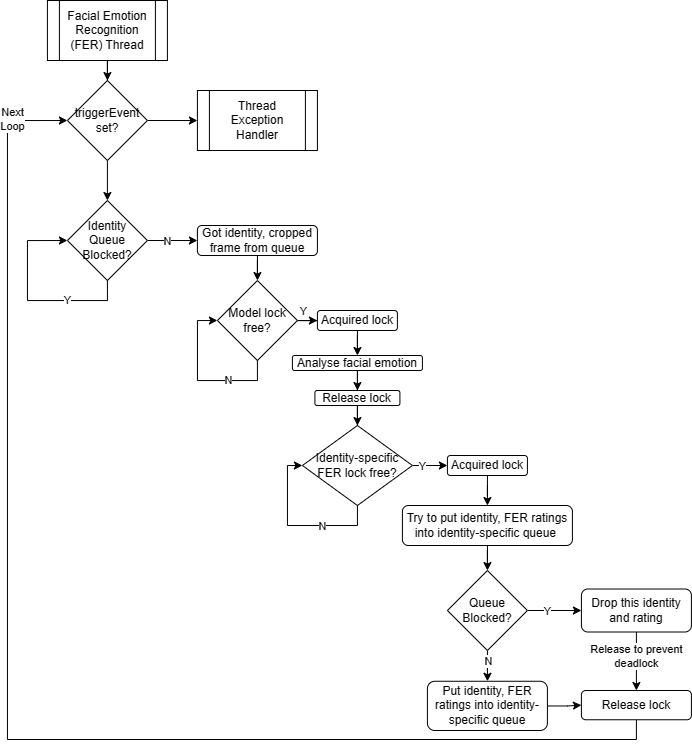 Facial Emotion
Recognition
(FER) Thread
Next
Loop
triggerEvent
set?
Thread
Exception
Handler
Identity
Queue
Blocked?
N
Y
Got identity, cropped
frame from queue
Model lock
free?
Y
N
Acquired lock
Analyse facial emotion
Release lock
Identity-specific
FER lock free?
Y
N
Acquired lock
Try to put identity, FER ratings
into identity-specific queue
Queue
Blocked?
Y
N
Drop this identity
and rating
Release to prevent
deadlock
Put identity, FER
ratings into identity-
specific queue
Release lock